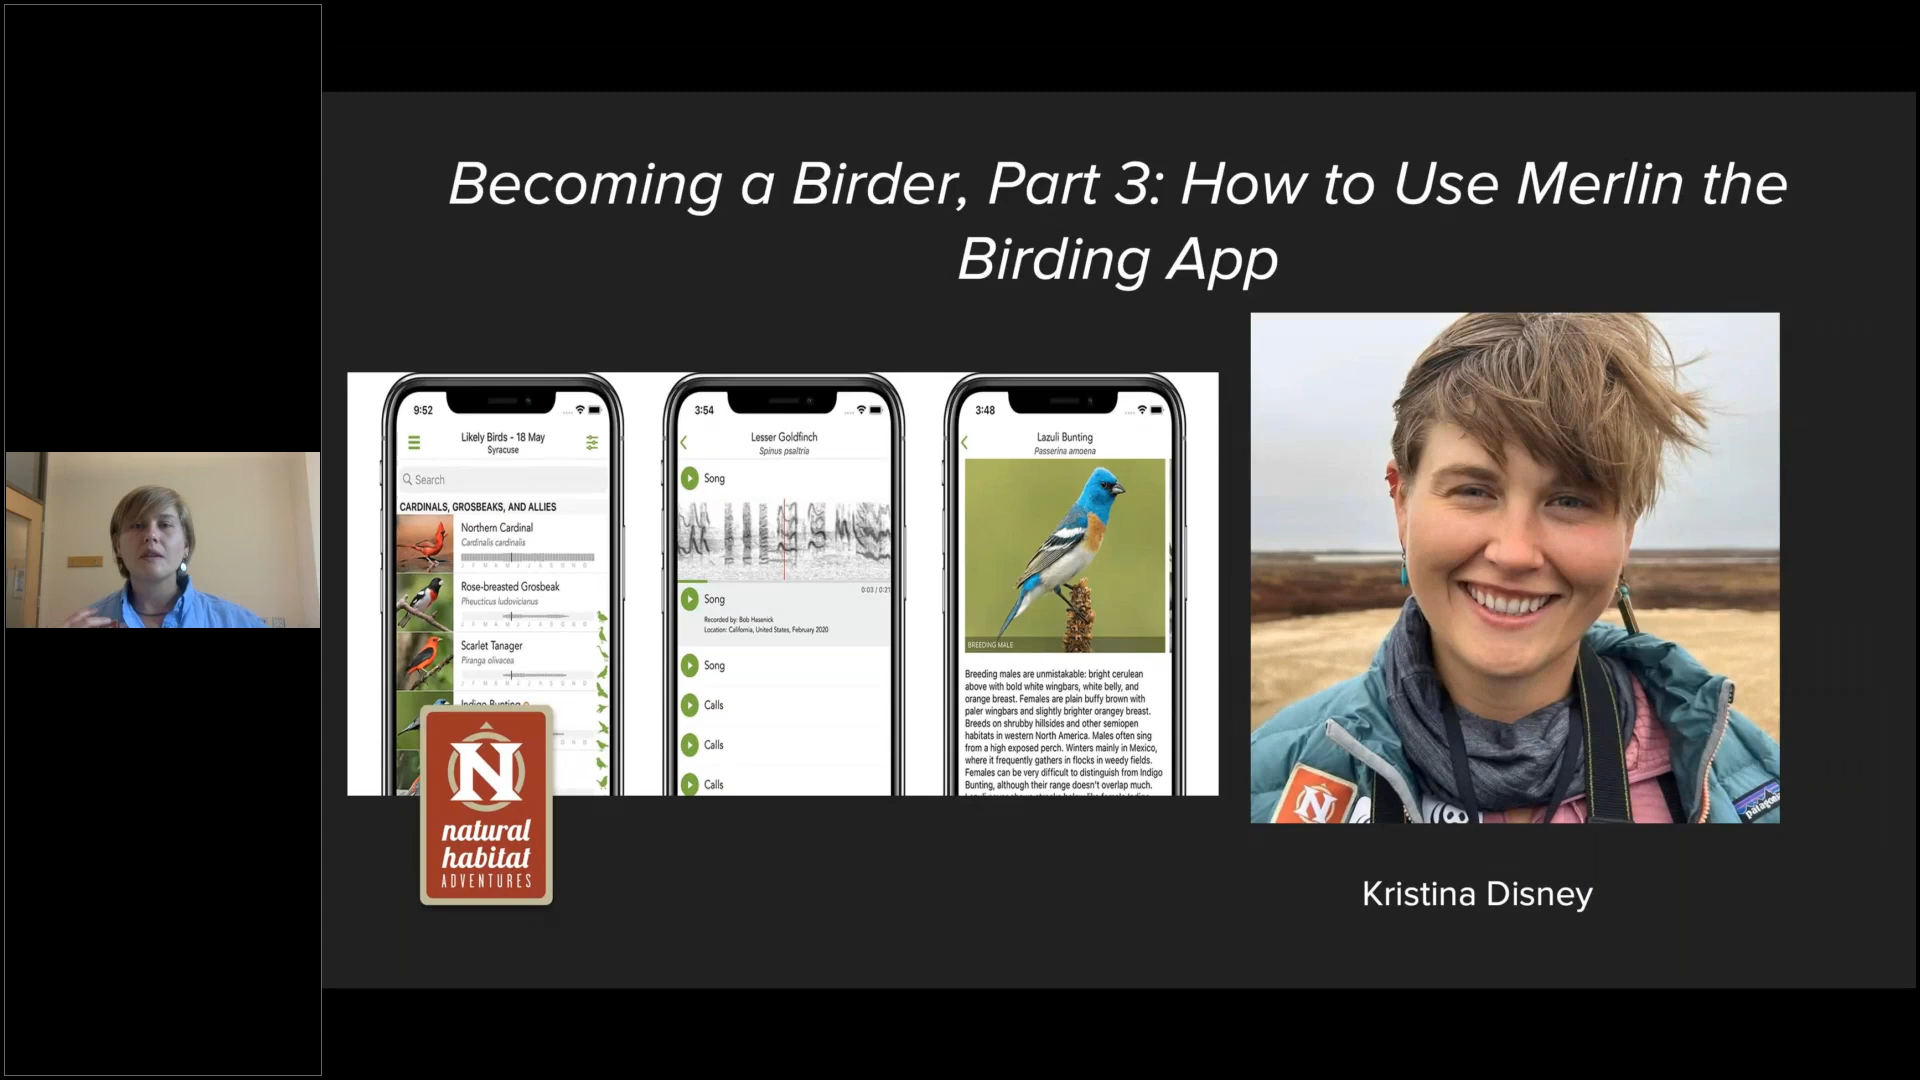 Becoming a Birder, Part 3: How to Use Merlin the
Birding App
9:52
Likely Birds - 18 May
Syracuse
Search
CARDINALS, GROSBEAKS, AND ALLIES
Northern Cardinal
Cardinalis cardinalis
J F M A M J J A S O N D
Rose-breasted Grosbeak
Pheucticus ludovicianus
J F M A M J J A S O N D
Scarlet Tanager
Piranga olivacea
J F M A M J J A S O N D
Indigo Bunting
3:54
Lesser Goldfinch
Spinus psaltria
Song
0:03 / 0:21
Song
Recorded by: Bob Hasenick
Location: California, United States, February 2020
Song
Calls
Calls
Calls
3:48
Lazuli Bunting
Passerina amoena
BREEDING MALE
Breeding males are unmistakable: bright cerulean
above with bold white wingbars, white belly, and
orange breast. Females are plain buffy brown with
paler wingbars and slightly brighter orangey breast.
Breeds on shrubby hillsides and other semiopen
habitats in western North America. Males often sing
from a high exposed perch. Winters mainly in Mexico,
where it frequently gathers in flocks in weedy fields.
Females can be very difficult to distinguish from Indigo
Bunting, although their range doesn't overlap much.
N
natural
habitat
ADVENTURES
N
patagonia
Kristina Disney